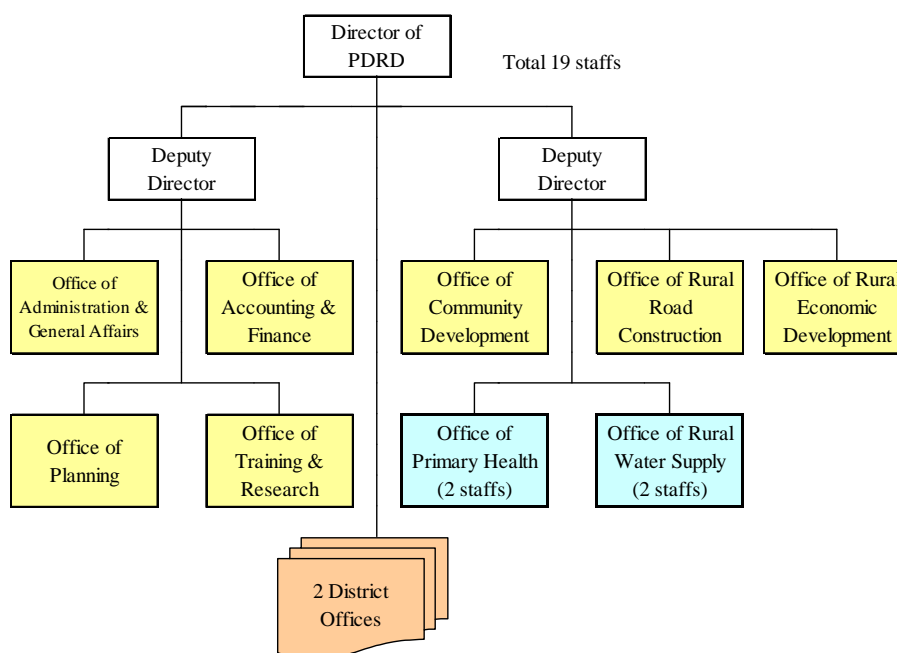 Director of
PDRD
Total 19 staffs
Deputy
Director
Deputy
Director
Office of
Administration &
General Affairs
Office of
Accounting &
Finance
Office of
Community
Development
Office of Rural
Road
Construction
Office of Rural
Economic
Development
Office of
Planning
Office of
Training &
Research
Office of
Primary Health
(2 staffs)
Office of Rural
Water Supply
(2 staffs)
2 District
Offices